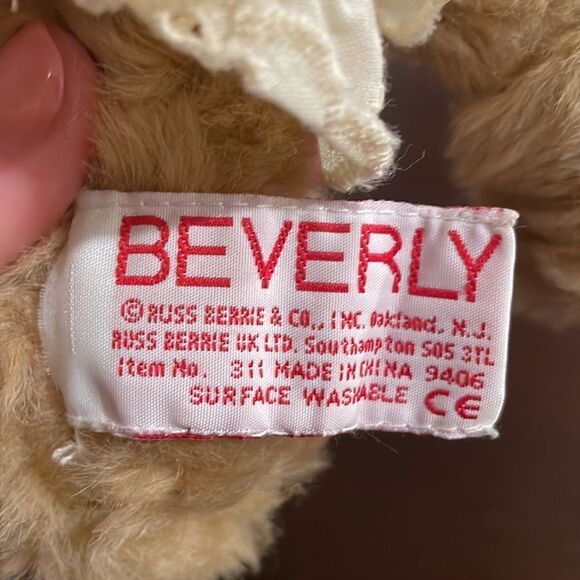 BEVERLY
© RUSS BERRIE & CO., INC. Oakland, N.J.
RUSS BERRIE UK LTD. Southampton SO5 3TL
Item No. 311 MADE IN CHINA 9406
SURFACE WASHABLE CE